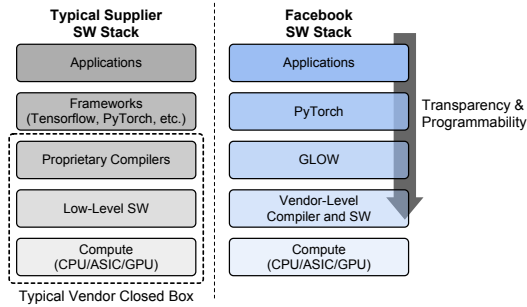 Typical Supplier
SW Stack
Applications
Frameworks
(Tensorflow, PyTorch, etc.)
Proprietary Compilers
Low-Level SW
Compute
(CPU/ASIC/GPU)
Typical Vendor Closed Box
Facebook
SW Stack
Applications
PyTorch
GLOW
Vendor-Level
Compiler and SW
Compute
(CPU/ASIC/GPU)
Transparency &
Programmability